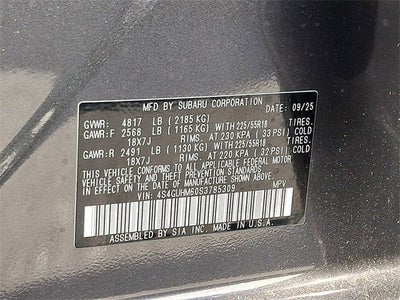 MFD BY SUBARU CORPORATION DATE: 09/25
GVWR: 4817 LB ( 2185 KG)
GAWR:F 2568 LB ( 1165 KG) WITH 225/55R18 TIRES.
18X7J RIMS. AT 230 KPA ( 33 PSI) COLD
GAWR:R 2491 LB ( 1130 KG) WITH 225/55R18 TIRES.
18X7J RIMS. AT 220 KPA ( 32 PSI) COLD
THIS VEHICLE CONFORMS TO ALL APPLICABLE FEDERAL MOTOR
VEHICLE SAFETY, BUMPER, AND THEFT PREVENTION STANDARDS
IN EFFECT ON THE DATE OF MANUFACTURE SHOWN ABOVE.
VIN: 4S4GUHM60S3785309 MPV
ASSEMBLED BY SIA INC. MADE IN U.S.A.